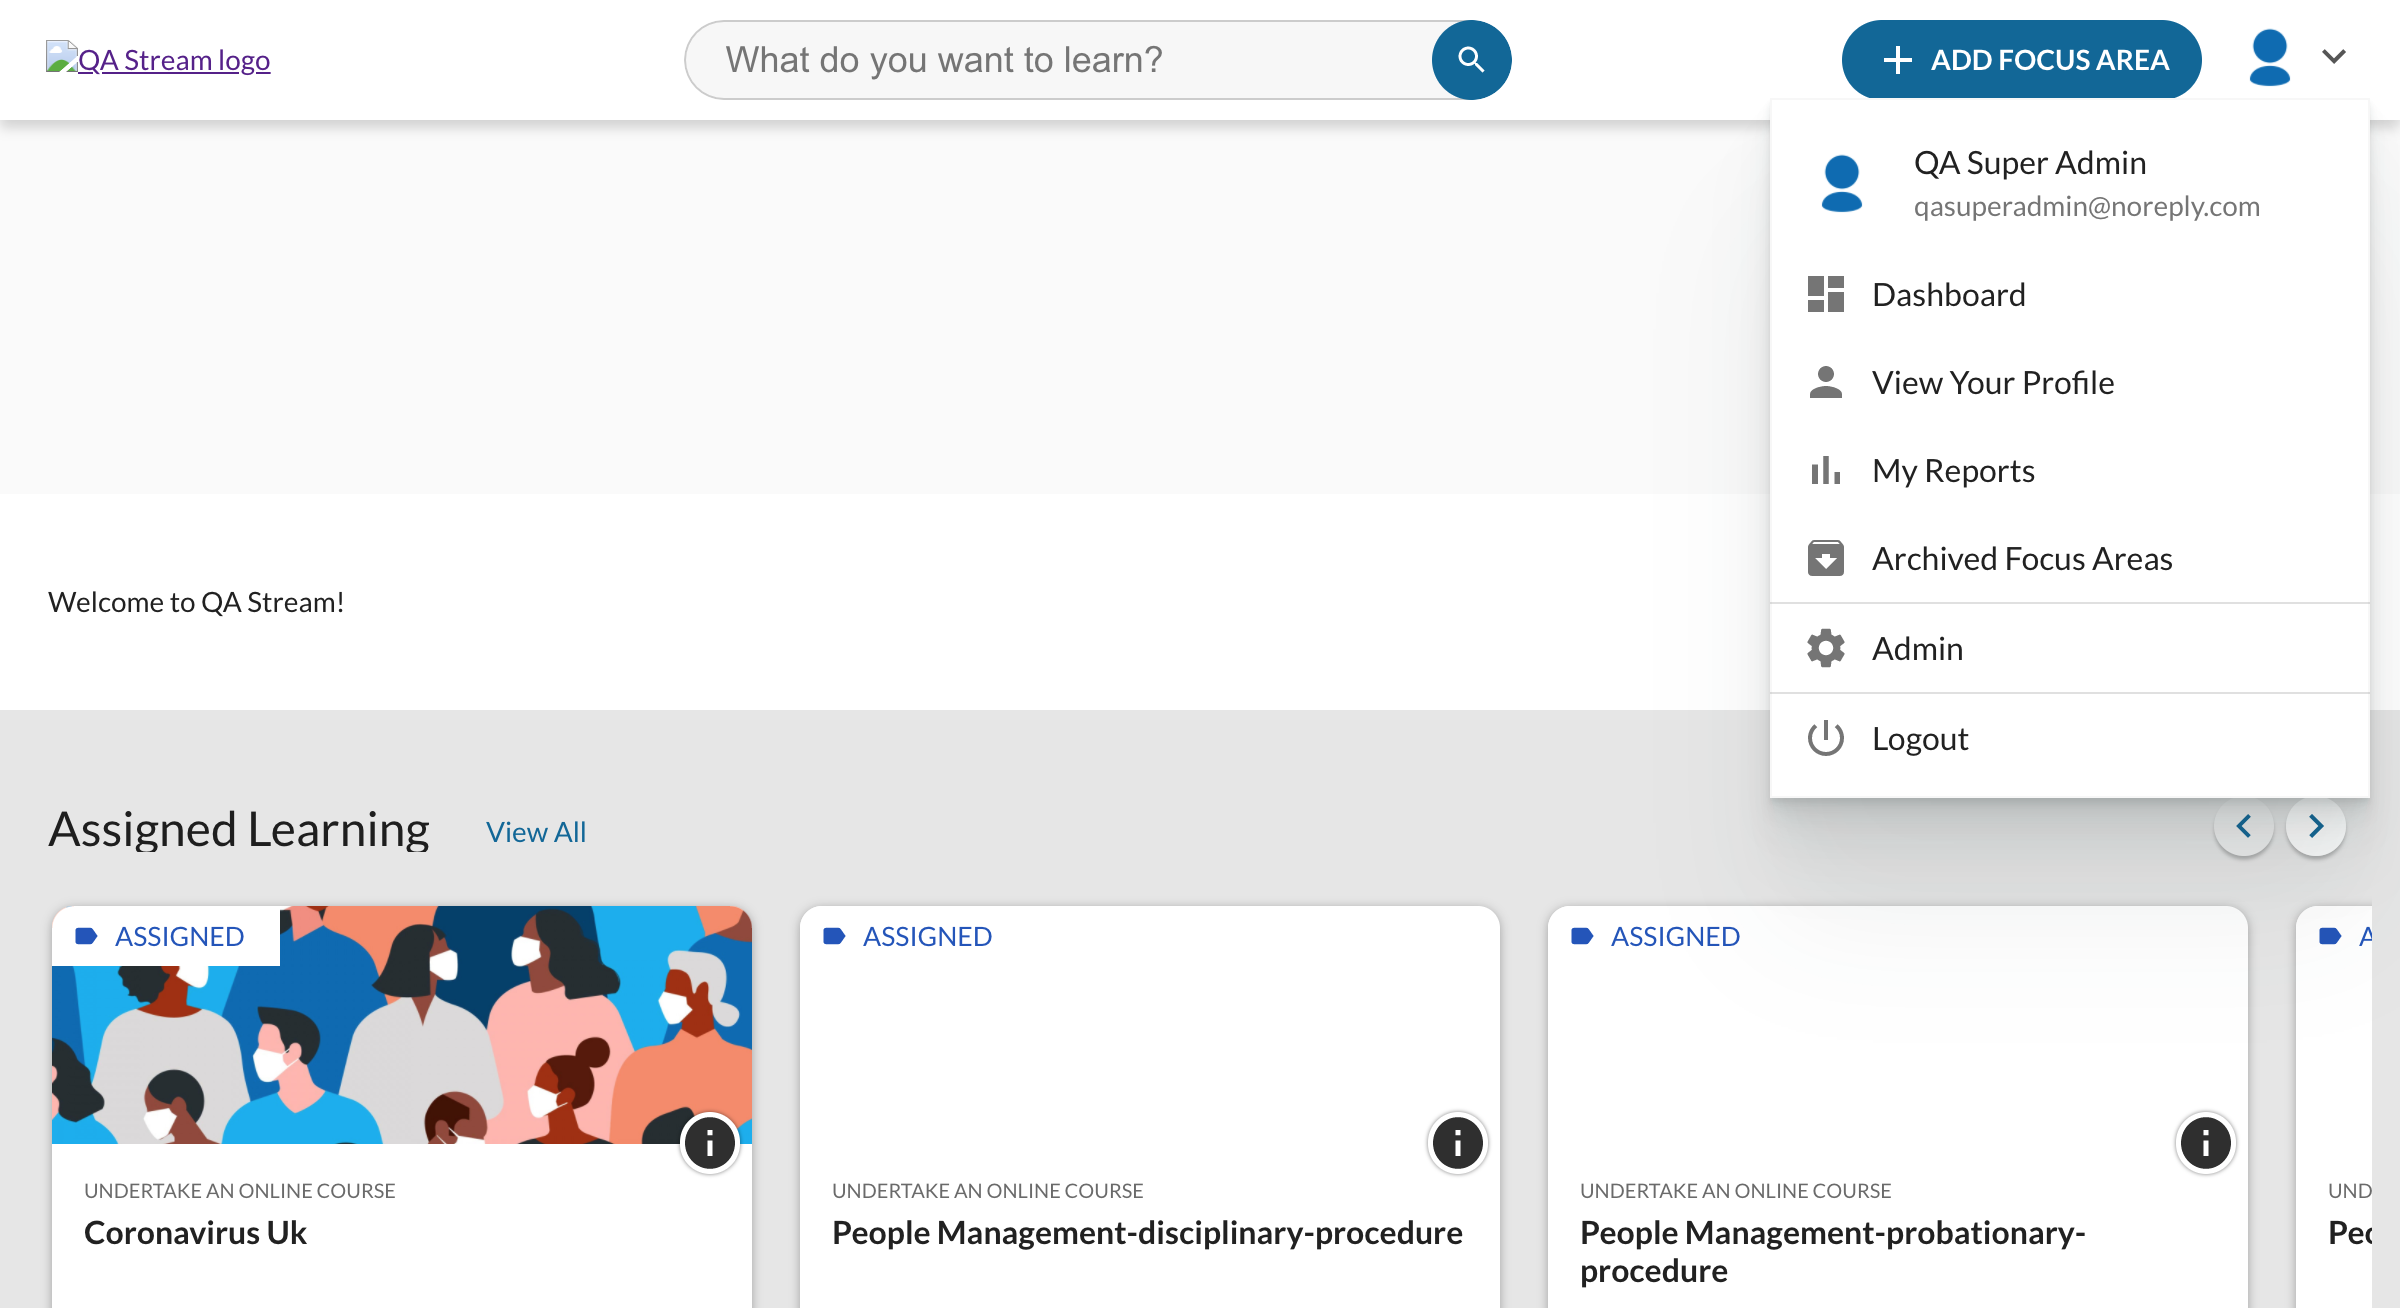 QA Stream logo
What do you want to learn?
ADD FOCUS AREA
QA Super Admin
qasuperadmin@noreply.com
Dashboard
View Your Profile
My Reports
Archived Focus Areas
Admin
Logout
Welcome to QA Stream!
Assigned Learning
View All
ASSIGNED
UNDERTAKE AN ONLINE COURSE
Coronavirus Uk
ASSIGNED
UNDERTAKE AN ONLINE COURSE
People Management-disciplinary-procedure
ASSIGNED
UNDERTAKE AN ONLINE COURSE
People Management-probationary-
procedure